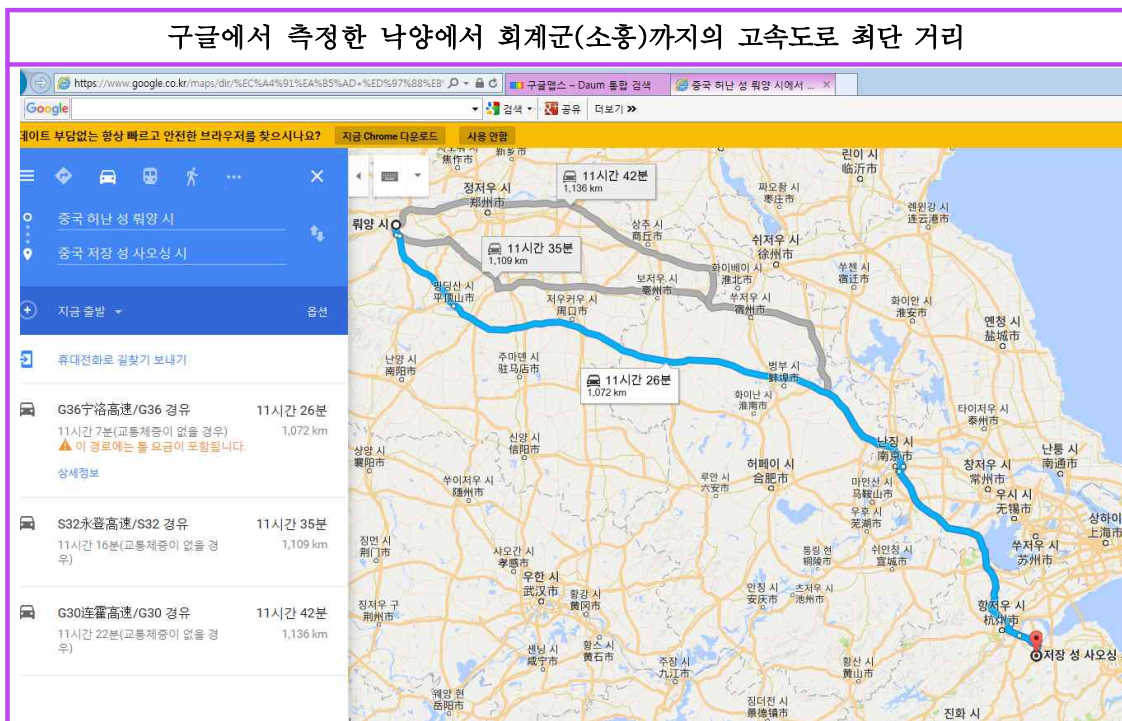 구글에서 측정한 낙양에서 회계군(소흥)까지의 고속도로 최단 거리
https://www.google.co.kr/maps/dir/%EC%A4%91%EA%B5%AD+%ED%97%88%EB%
구글맵스 – Daum 통합 검색
중국 허난 성 뤄양 시에서 ...
Google
검색
공유
더보기 »
데이트 부담없는 항상 빠르고 안전한 브라우저를 찾으시나요?
지금 Chrome 다운로드
사용 안함
중국 허난 성 뤄양 시
중국 저장 성 사오싱 시
지금 출발
옵션
휴대전화로 길찾기 보내기
G36宁洛高速/G36 경유
11시간 26분
11시간 7분(교통체증이 없을 경우)
1,072 km
이 경로에는 톨 요금이 포함됩니다.
상세정보
S32永登高速/S32 경유
11시간 35분
11시간 16분(교통체증이 없을 경
우)
1,109 km
G30连霍高速/G30 경유
11시간 42분
11시간 22분(교통체증이 없을 경
우)
1,136 km
焦作市
新乡市
린이 시
临沂市
11시간 42분
1,136 km
정저우 시
郑州市
짜오좡 시
枣庄市
롄윈강 시
连云港市
뤄양 시
상추 시
商丘市
쉬저우 시
徐州市
11시간 35분
1,109 km
쑤첸 시
宿迁市
핑딩산 시
平顶山市
보저우 시
亳州市
화이베이 시
淮北市
저우커우 시
周口市
쑤저우 시
宿州市
화이안 시
淮安市
옌청 시
盐城市
난양 시
南阳市
주마뎬 시
驻马店市
벙부 시
蚌埠市
11시간 26분
1,072 km
화이난 시
淮南市
타이저우 시
泰州市
신양 시
信阳市
난징 시
南京市
난퉁 시
南通市
샹양 시
襄阳市
허페이 시
合肥市
창저우 시
常州市
쑤이저우 시
随州市
루안 시
六安市
마안산 시
马鞍山市
우시 시
无锡市
우후 시
芜湖市
상하이
上海市
징먼 시
荆门市
샤오간 시
孝感市
퉁링 현
铜陵市
쉬안청 시
宣城市
쑤저우 시
苏州市
우한 시
武汉市
황강 시
黄冈市
안칭 시
安庆市
츠저우 시
池州市
징저우 구
荆州市
항저우 시
杭州市
셴닝 시
咸宁市
황스 시
黄石市
주장 시
九江市
황산 시
黄山市
저장 성 사오싱
웨양 현
岳阳市
징더전 시
景德镇市
진화 시